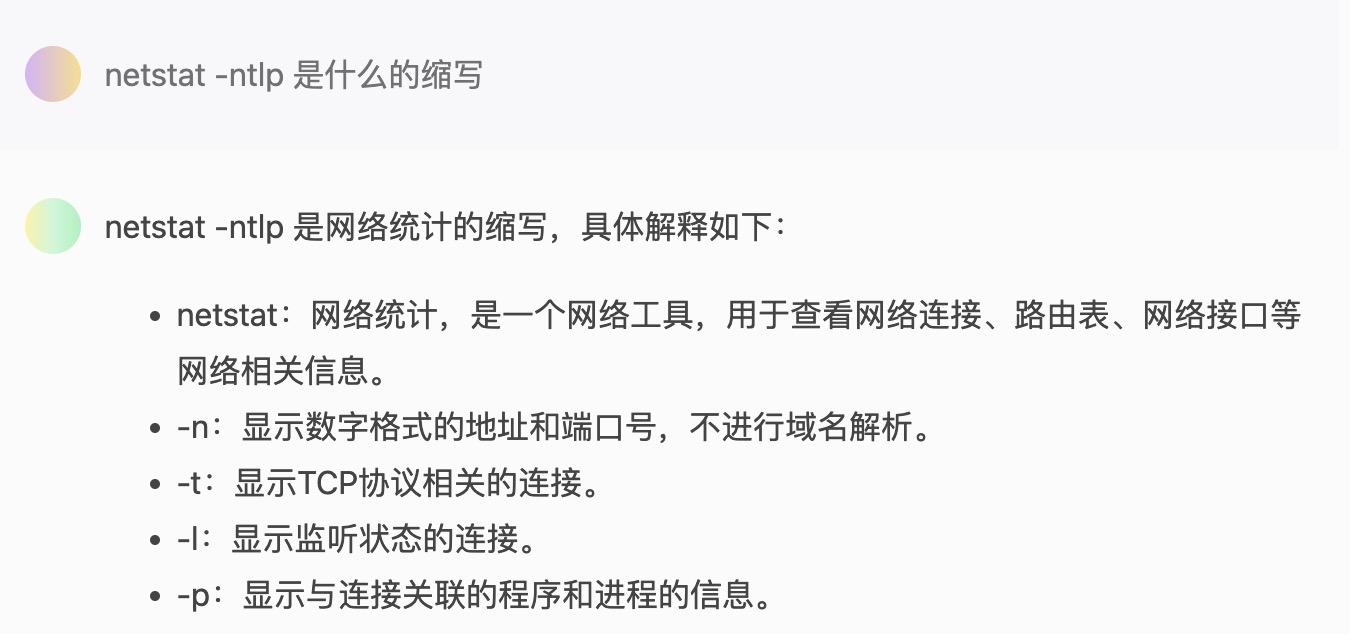 netstat -ntlp 是什么的缩写
netstat -ntlp 是网络统计的缩写，具体解释如下：
• netstat：网络统计，是一个网络工具，用于查看网络连接、路由表、网络接口等
网络相关信息。
• -n：显示数字格式的地址和端口号，不进行域名解析。
• -t：显示TCP协议相关的连接。
• -l：显示监听状态的连接。
• -p：显示与连接关联的程序和进程的信息。